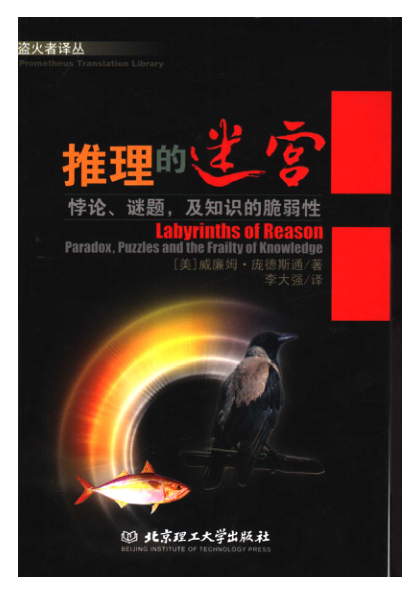 盗火者译丛
Prometheus Translation Library
推理的迷宫
悖论、谜题，及知识的脆弱性
Labyrinths of Reason
Paradox, Puzzles and the Frailty of Knowledge
[美]威廉姆·庞德斯通/著
李大强/译
北京理工大学出版社
BEIJING INSTITUTE OF TECHNOLOGY PRESS